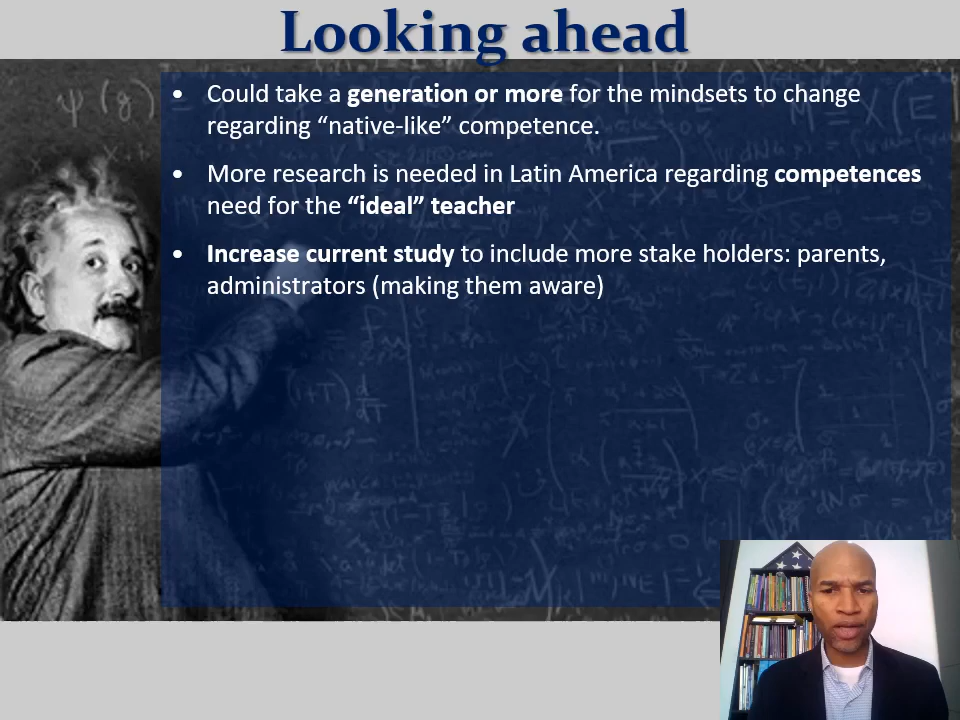 Looking ahead
• Could take a generation or more for the mindsets to change
regarding “native-like” competence.
• More research is needed in Latin America regarding competences
need for the “ideal” teacher
• Increase current study to include more stake holders: parents,
administrators (making them aware)